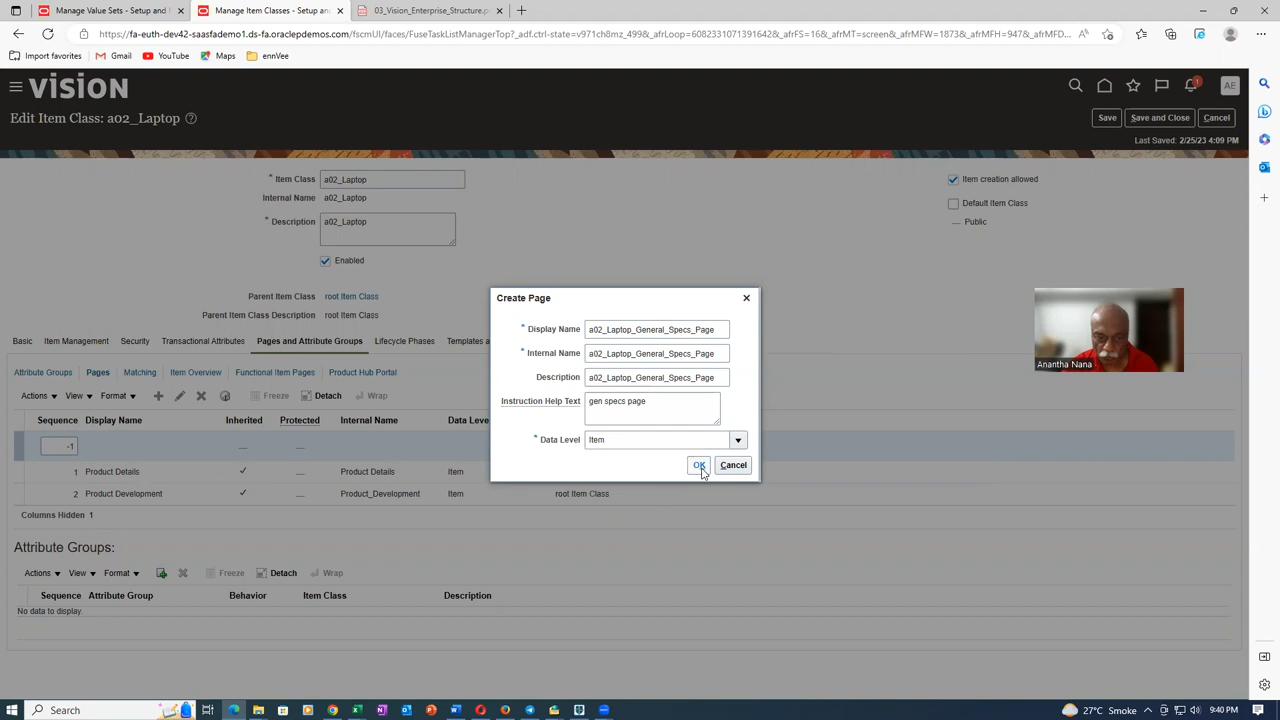 Manage Value Sets - Setup and
Manage Item Classes - Setup and
03_Vision_Enterprise_Structure.p
https://fa-euth-dev42-saasfademo1.ds-fa.oraclepdemos.com/fscmUI/faces/FuseTaskListManagerTop?_adf.ctrl-state=v971ch8mz_499&_afrLoop=60823310713916428&_afrFS=16&_afrMT=screen&_afrMFW=1873&_afrMFH=947&_afrMFD...
Import favorites Gmail YouTube Maps ennVee
VISION
1
AE
Edit Item Class: a02_Laptop
Save Save and Close Cancel
Last Saved: 2/25/23 4:09 PM
* Item Class a02_Laptop
Item creation allowed
Internal Name a02_Laptop
Default Item Class
* Description a02_Laptop
Public
Enabled
Parent Item Class root Item Class
Parent Item Class Description root Item Class
Basic Item Management Security Transactional Attributes Pages and Attribute Groups Lifecycle Phases Templates a
Attribute Groups Pages Matching Item Overview Functional Item Pages Product Hub Portal
Actions View Format Freeze Detach Wrap
Sequence Display Name Inherited Protected Internal Name Data Level
-1
1 Product Details Product Details Item
2 Product Development Product_Development Item root Item Class
Columns Hidden 1
Create Page
* Display Name a02_Laptop_General_Specs_Page
* Internal Name a02_Laptop_General_Specs_Page
Description a02_Laptop_General_Specs_Page
Instruction Help Text gen specs page
* Data Level Item
OK Cancel
Anantha Nana
Attribute Groups:
Actions View Format Freeze Detach Wrap
Sequence Attribute Group Behavior Item Class Description
No data to display.
Search
27°C Smoke
9:40 PM